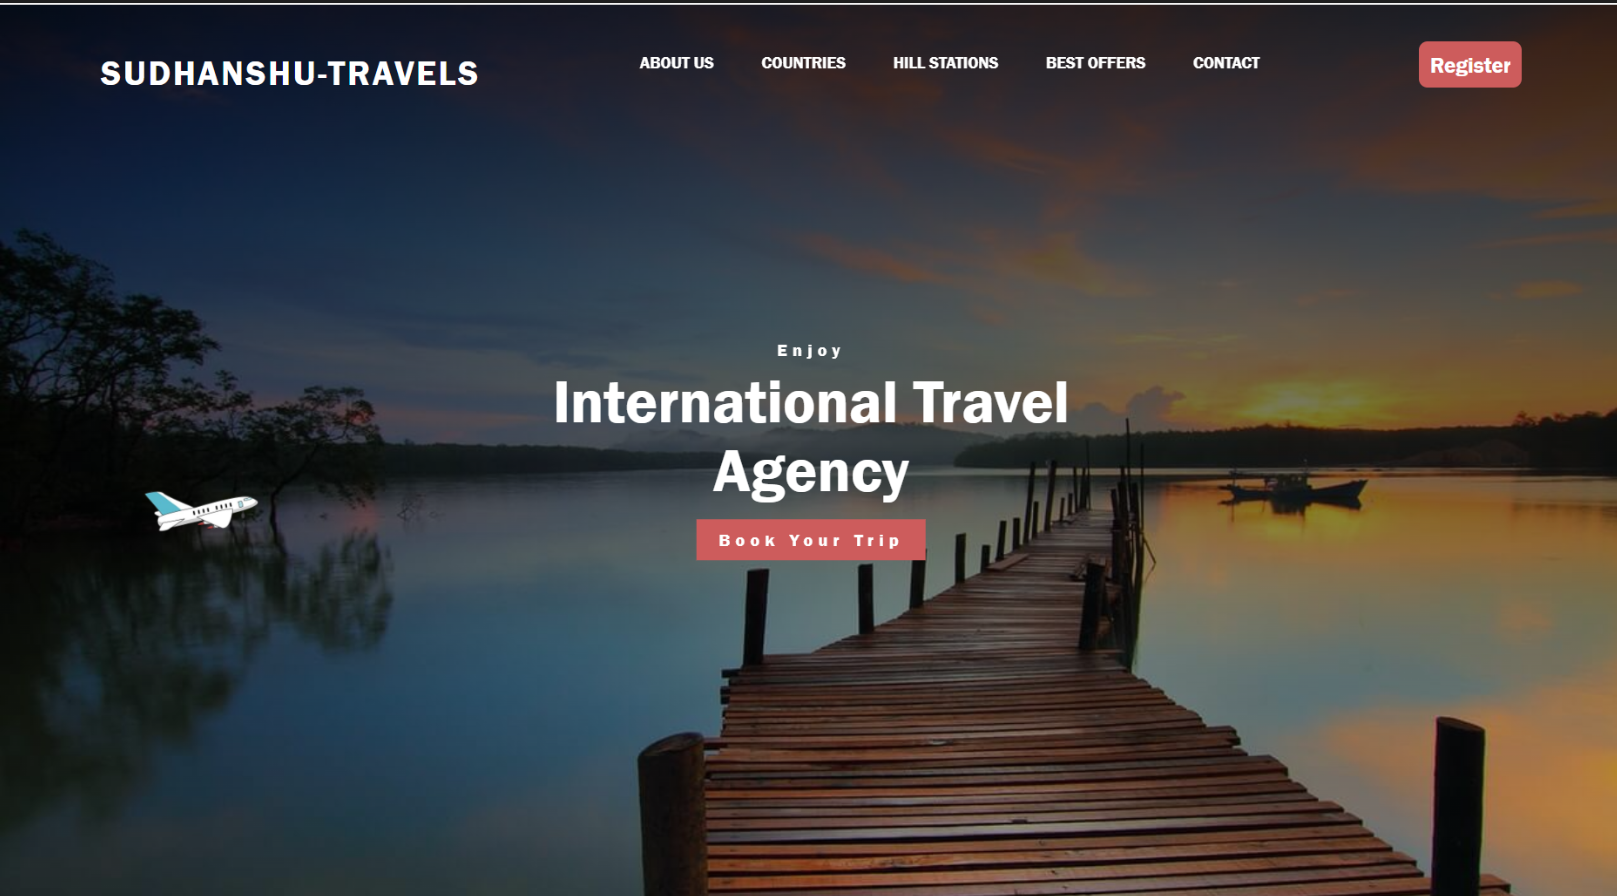 SUDHANSHU-TRAVELS
ABOUT US
COUNTRIES
HILL STATIONS
BEST OFFERS
CONTACT
Register
Enjoy
International Travel
Agency
Book Your Trip